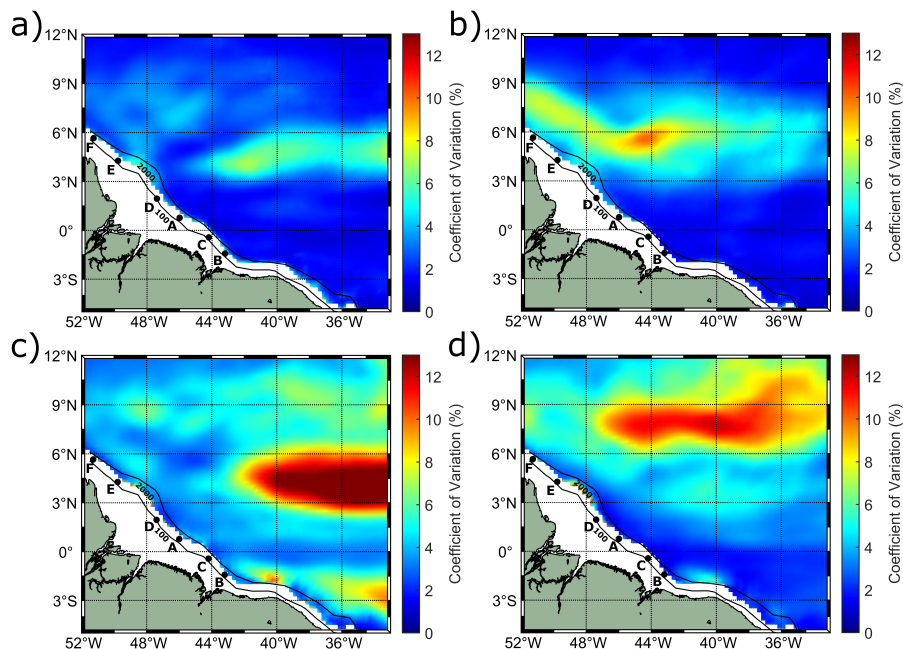 a)
12°N
9°N
6°N
3°N
0°
3°S
52°W 48°W 44°W 40°W 36°W
F
E
D
A
C
B
2000
100
12
10
8
6
4
2
0
Coefficient of Variation (%)
b)
12°N
9°N
6°N
3°N
0°
3°S
52°W 48°W 44°W 40°W 36°W
F
E
D
A
C
B
2000
100
12
10
8
6
4
2
0
Coefficient of Variation (%)
c)
12°N
9°N
6°N
3°N
0°
3°S
52°W 48°W 44°W 40°W 36°W
F
E
D
A
C
B
2000
100
12
10
8
6
4
2
0
Coefficient of Variation (%)
d)
12°N
9°N
6°N
3°N
0°
3°S
52°W 48°W 44°W 40°W 36°W
F
E
D
A
C
B
2000
100
12
10
8
6
4
2
0
Coefficient of Variation (%)